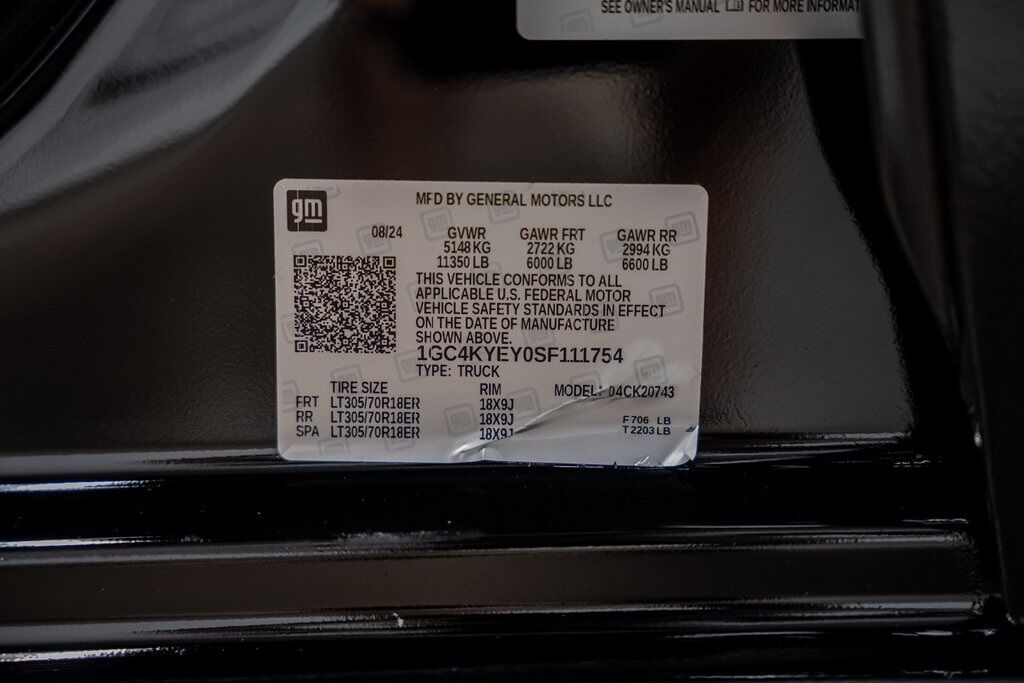 SEE OWNER'S MANUAL FOR MORE INFORMAT
gm
MFD BY GENERAL MOTORS LLC
08/24 GVWR GAWR FRT GAWR RR
5148 KG 2722 KG 2994 KG
11350 LB 6000 LB 6600 LB
THIS VEHICLE CONFORMS TO ALL
APPLICABLE U.S. FEDERAL MOTOR
VEHICLE SAFETY STANDARDS IN EFFECT
ON THE DATE OF MANUFACTURE
SHOWN ABOVE.
1GC4KYEY0SF111754
TYPE: TRUCK
TIRE SIZE RIM MODEL: 04CK20743
FRT LT305/70R18ER 18X9J
RR LT305/70R18ER 18X9J F 706 LB
SPA LT305/70R18ER 18X9J T 2203 LB